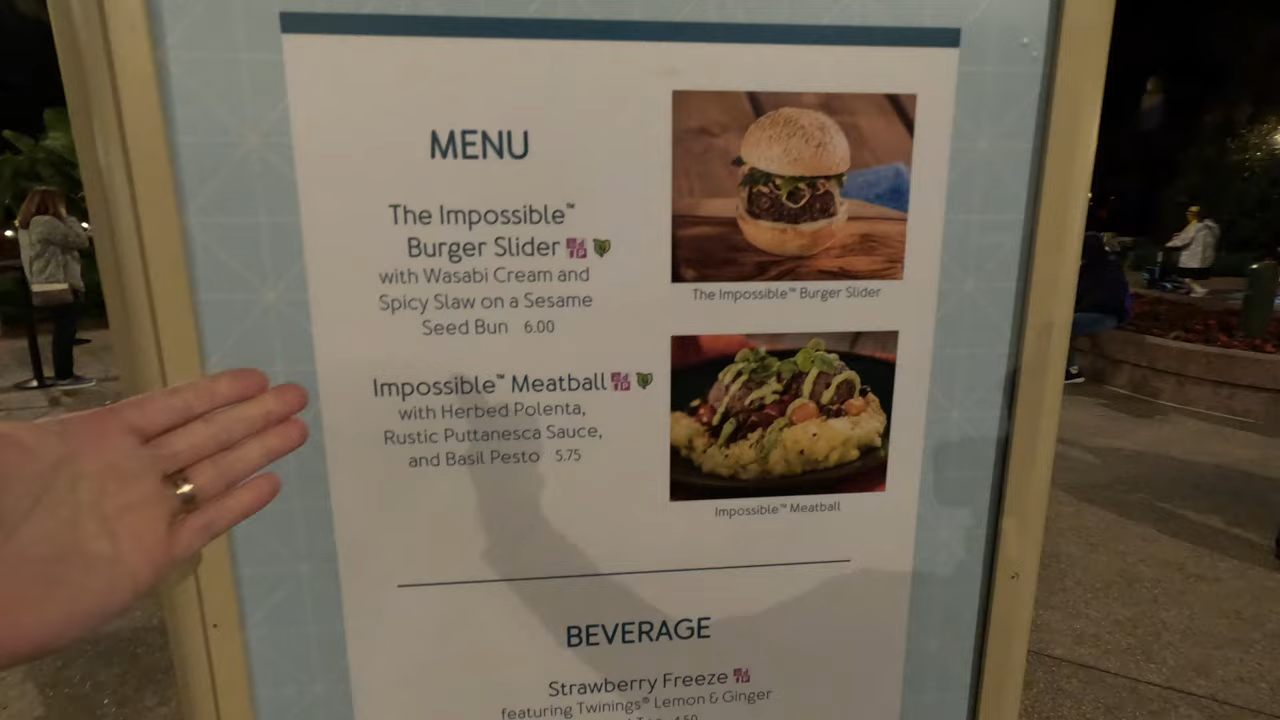 MENU
The Impossible™
Burger Slider
with Wasabi Cream and
Spicy Slaw on a Sesame
Seed Bun 6.00
The Impossible™ Burger Slider
Impossible™ Meatball
with Herbed Polenta,
Rustic Puttanesca Sauce,
and Basil Pesto 5.75
Impossible™ Meatball
BEVERAGE
Strawberry Freeze
featuring Twinings® Lemon & Ginger